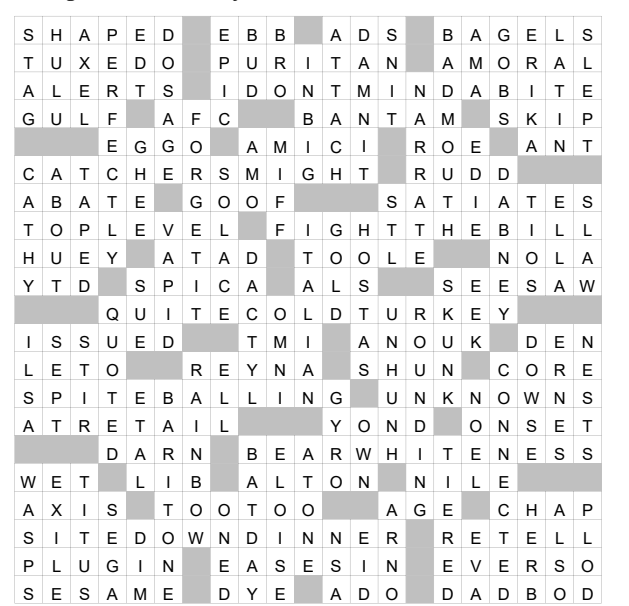 SHAPED EBB ADS BAGELS
TUXEDO PURITAN AMORAL
ALERTS IDONTMINDABITE
GULF AFC BANTAM SKIP
EGGO AMICI ROE ANT
CATCHERSMIGHT RUDD
ABATE GOOF SATIATES
TOPLEVEL FIGHTTHEBILL
HUEY ATAD TOOLE NOLA
YTD SPICA ALS SEESAW
QUITECOLDTURKEY
ISSUED TMI ANOUK DEN
LETO REYNA SHUN CORE
SPITEBALLING UNKNOWNS
ATRETAIL YOND ONSET
DARN BEARWHITENESS
WET LIB ALTON NILE
AXIS TOOTOO AGE CHAP
SITEDOWNDINNER RETELL
PLUGIN EASESIN EVERSO
SESAME DYE ADO DADBOD